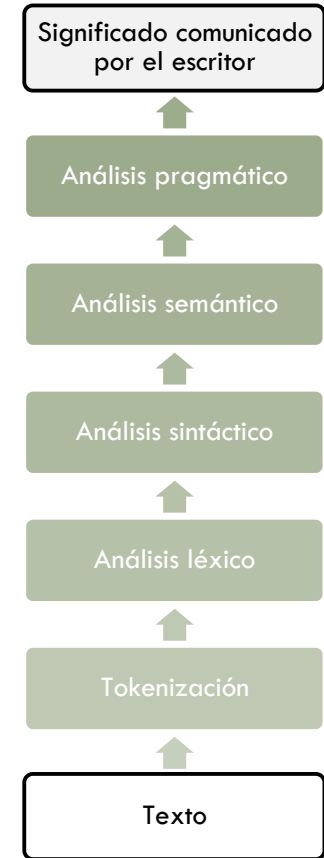 Significado comunicado
por el escritor
Análisis pragmático
Análisis semántico
Análisis sintáctico
Análisis léxico
Tokenización
Texto